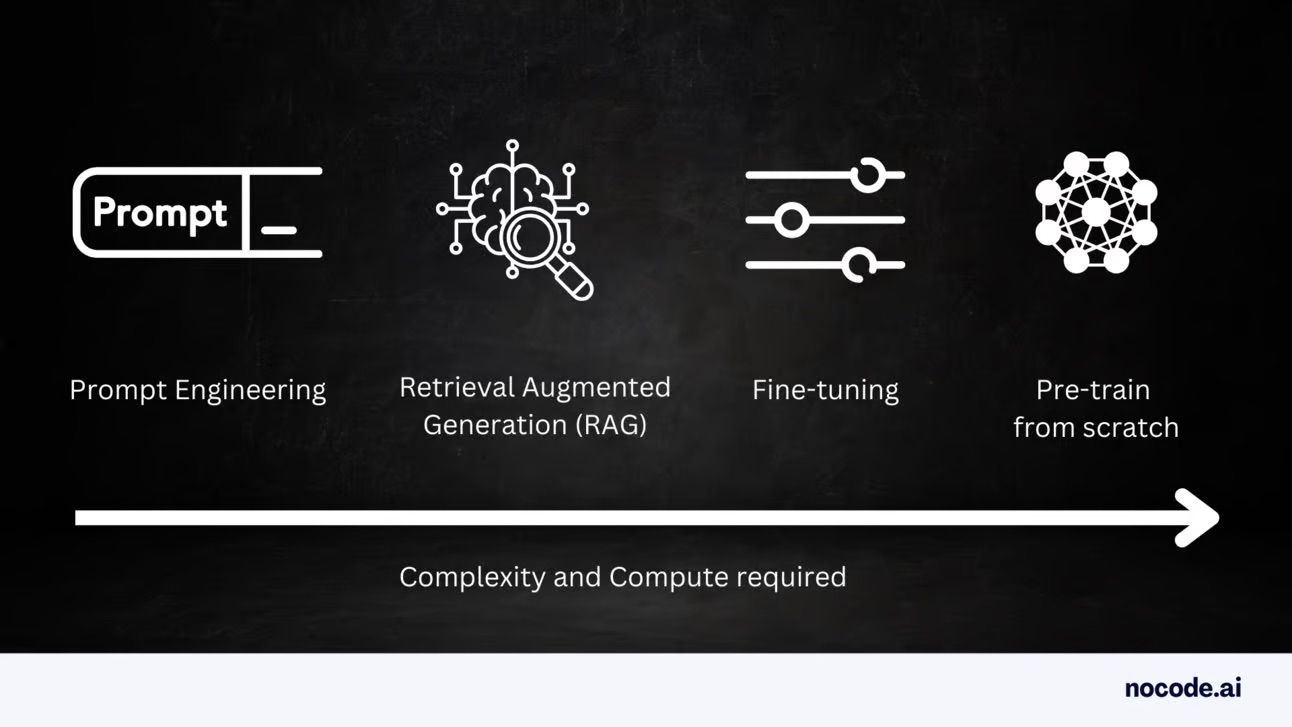 Prompt
Prompt Engineering
Retrieval Augmented
Generation (RAG)
Fine-tuning
Pre-train
from scratch
Complexity and Compute required
nocode.ai